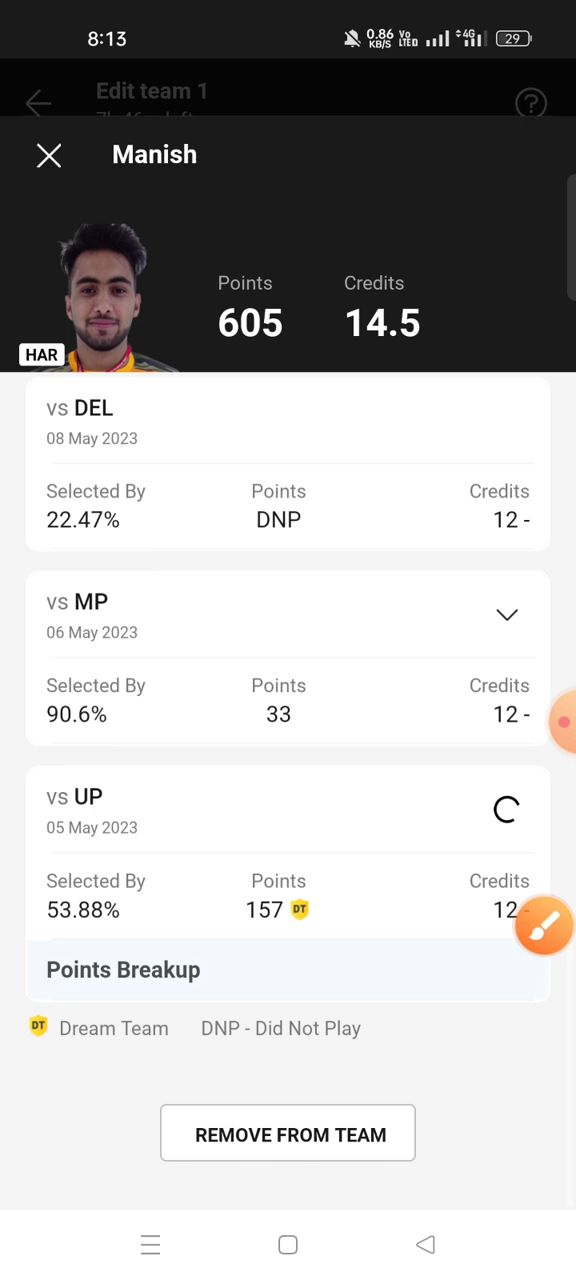 8:13 0.86 KB/S Vo LTE D 4G 29
Edit team 1
Manish
Points Credits
605 14.5
HAR
vs DEL
08 May 2023
Selected By Points Credits
22.47% DNP 12 -
vs MP
06 May 2023
Selected By Points Credits
90.6% 33 12 -
vs UP
05 May 2023
Selected By Points Credits
53.88% 157 DT 12 -
Points Breakup
DT Dream Team DNP - Did Not Play
REMOVE FROM TEAM